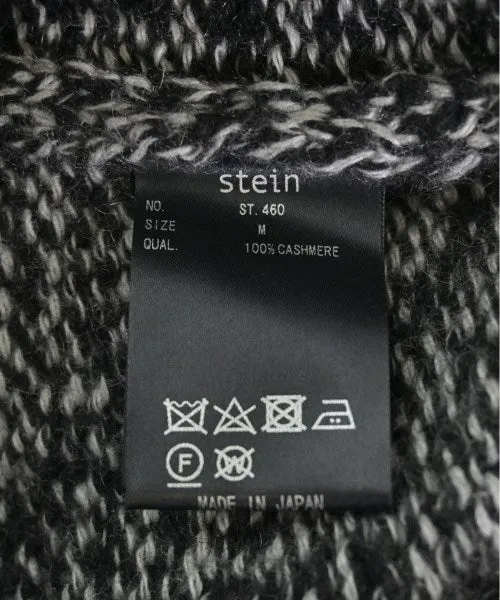 stein
NO. ST. 460
SIZE M
QUAL. 100% CASHMERE
F W
MADE IN JAPAN